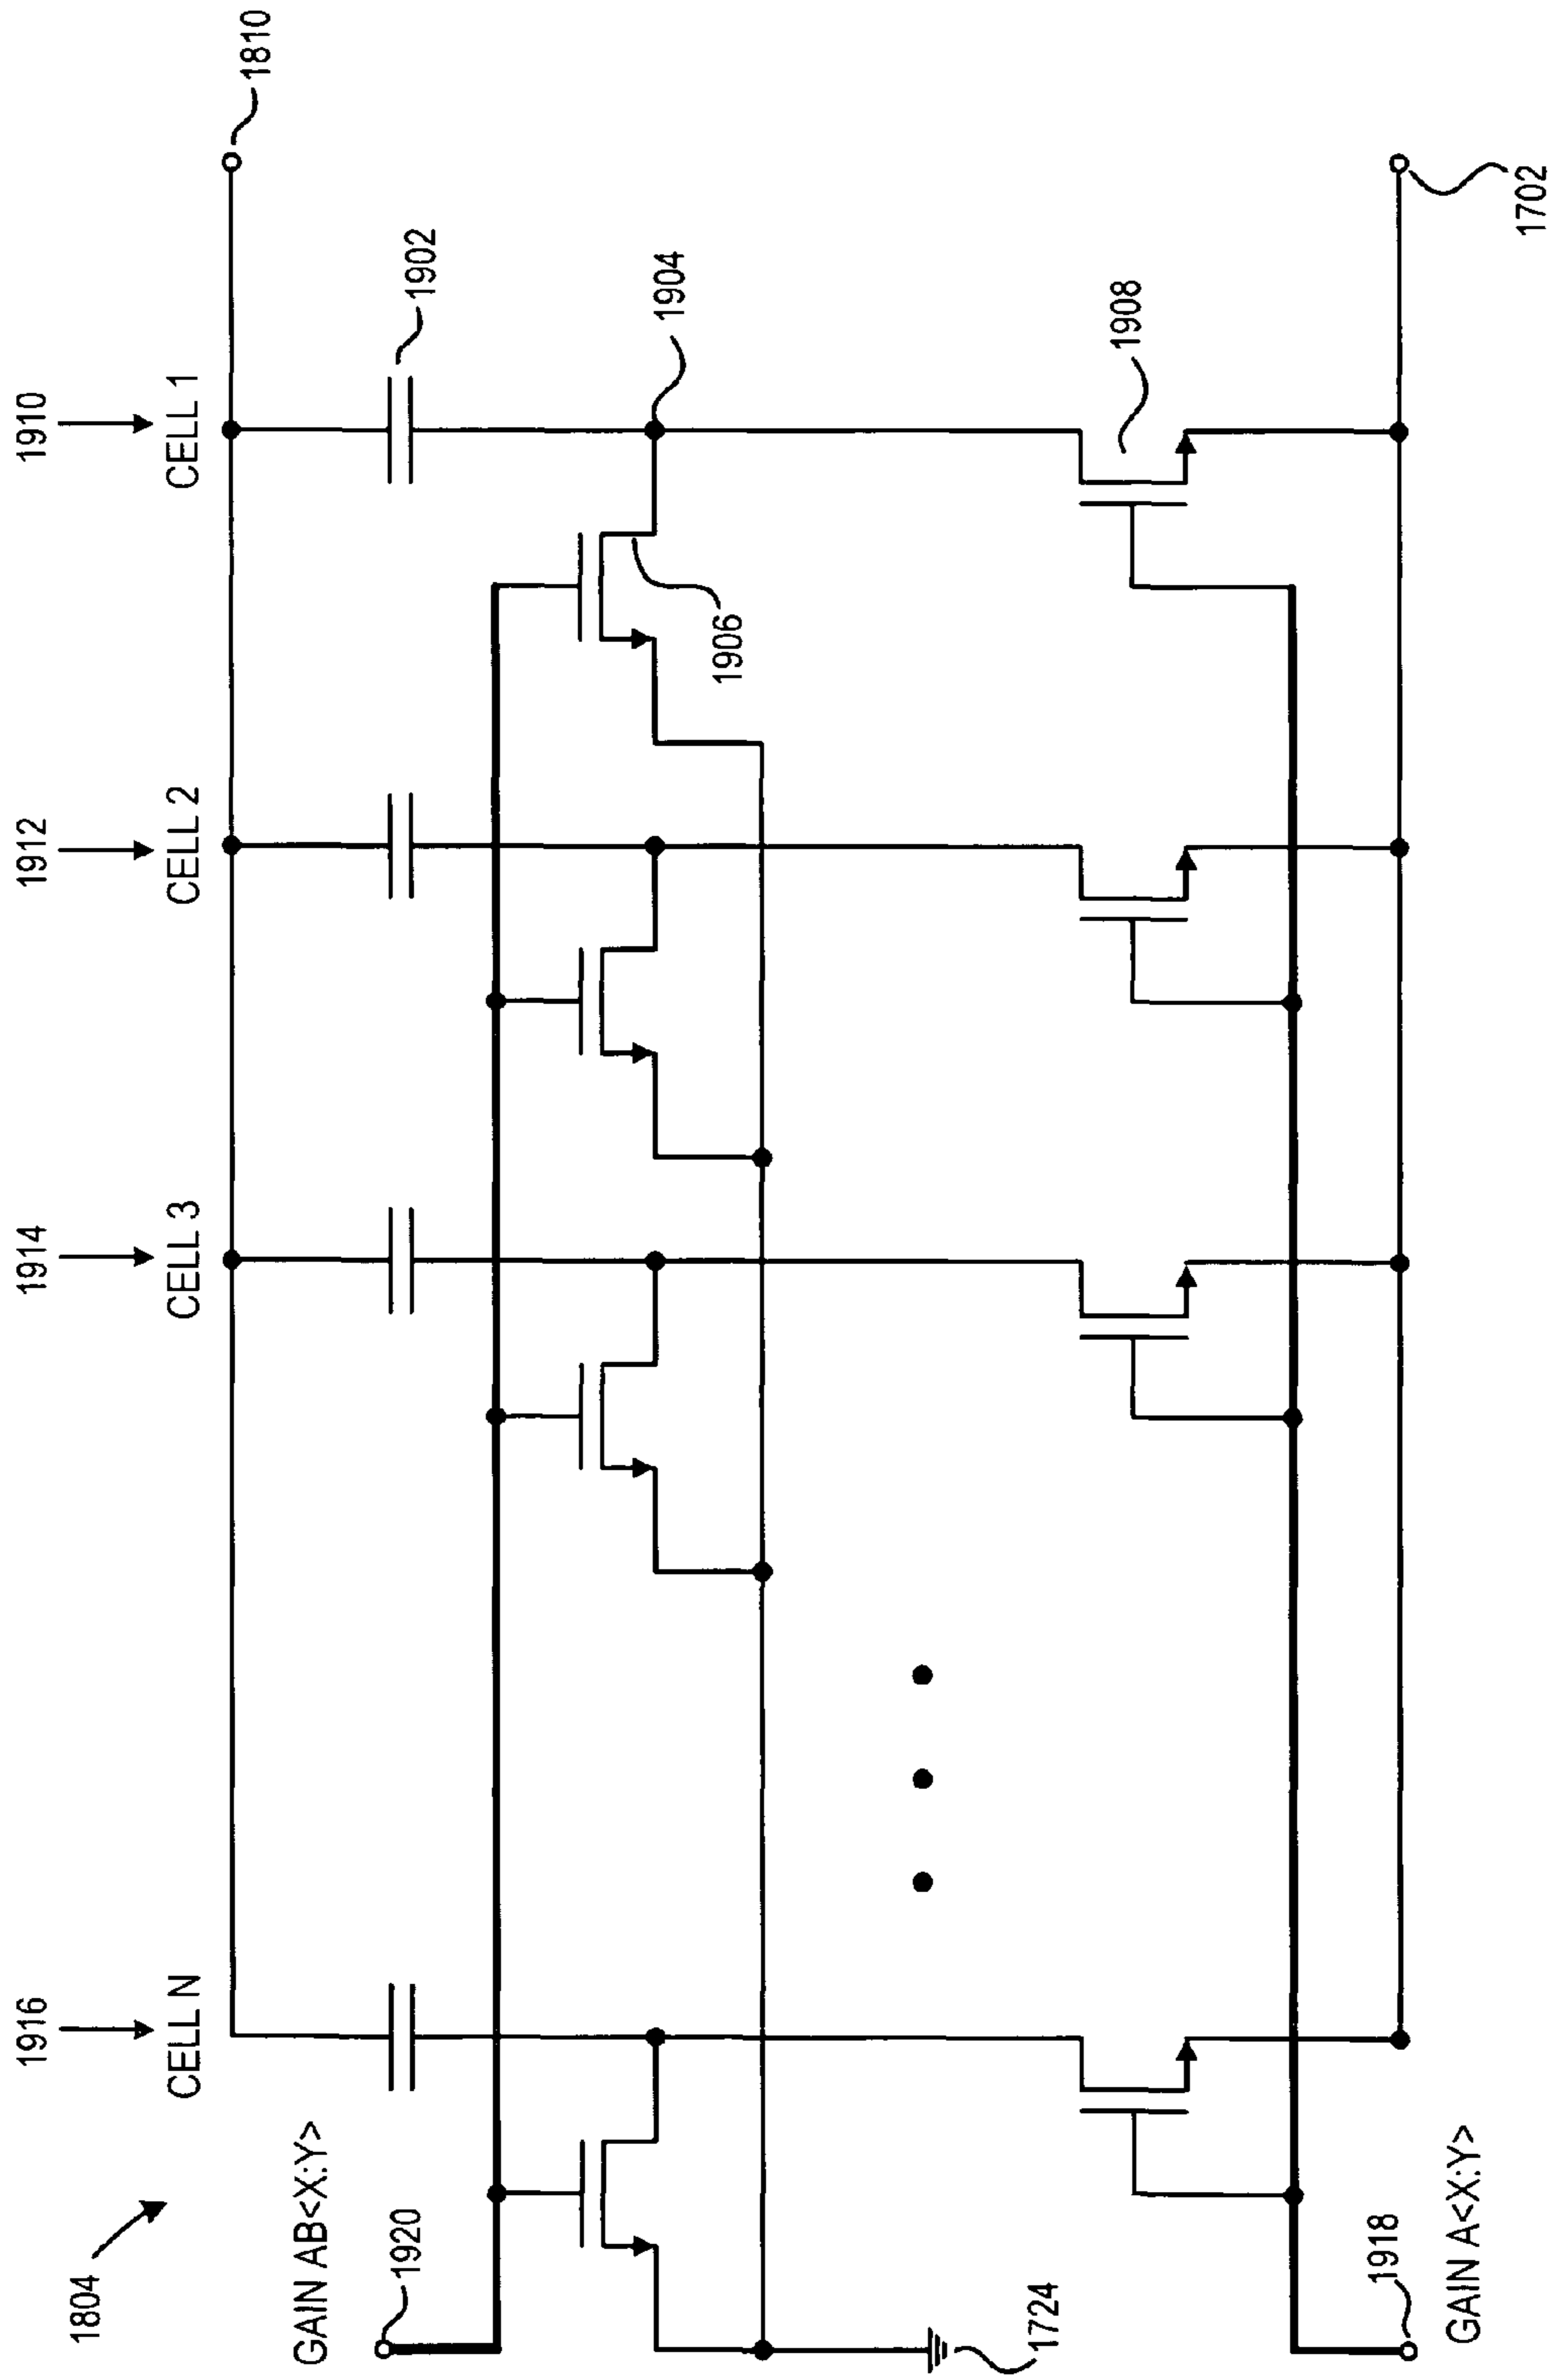 1804
1916
CELL N
1914
CELL 3
1912
CELL 2
1910
CELL 1
1810
GAIN AB<X:Y>
1920
1902
1904
1906
1908
1724
1918
GAIN A<X:Y>
1702